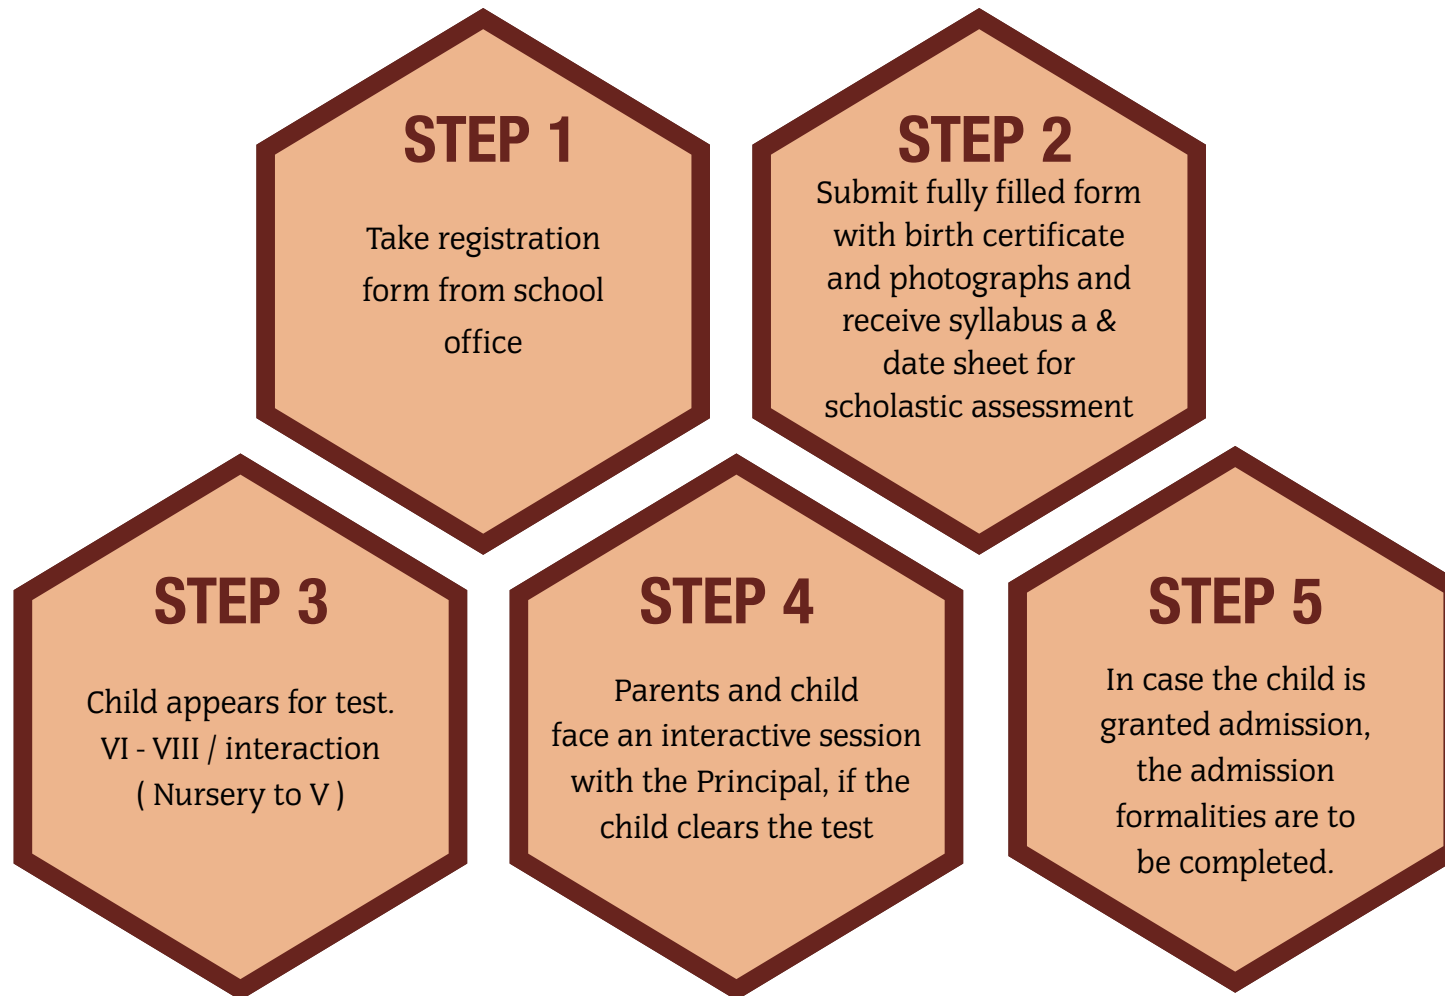 STEP 1
Take registration
form from school
office
STEP 2
Submit fully filled form
with birth certificate
and photographs and
receive syllabus a &
date sheet for
scholastic assessment
STEP 3
Child appears for test.
VI - VIII / interaction
( Nursery to V )
STEP 4
Parents and child
face an interactive session
with the Principal, if the
child clears the test
STEP 5
In case the child is
granted admission,
the admission
formalities are to
be completed.